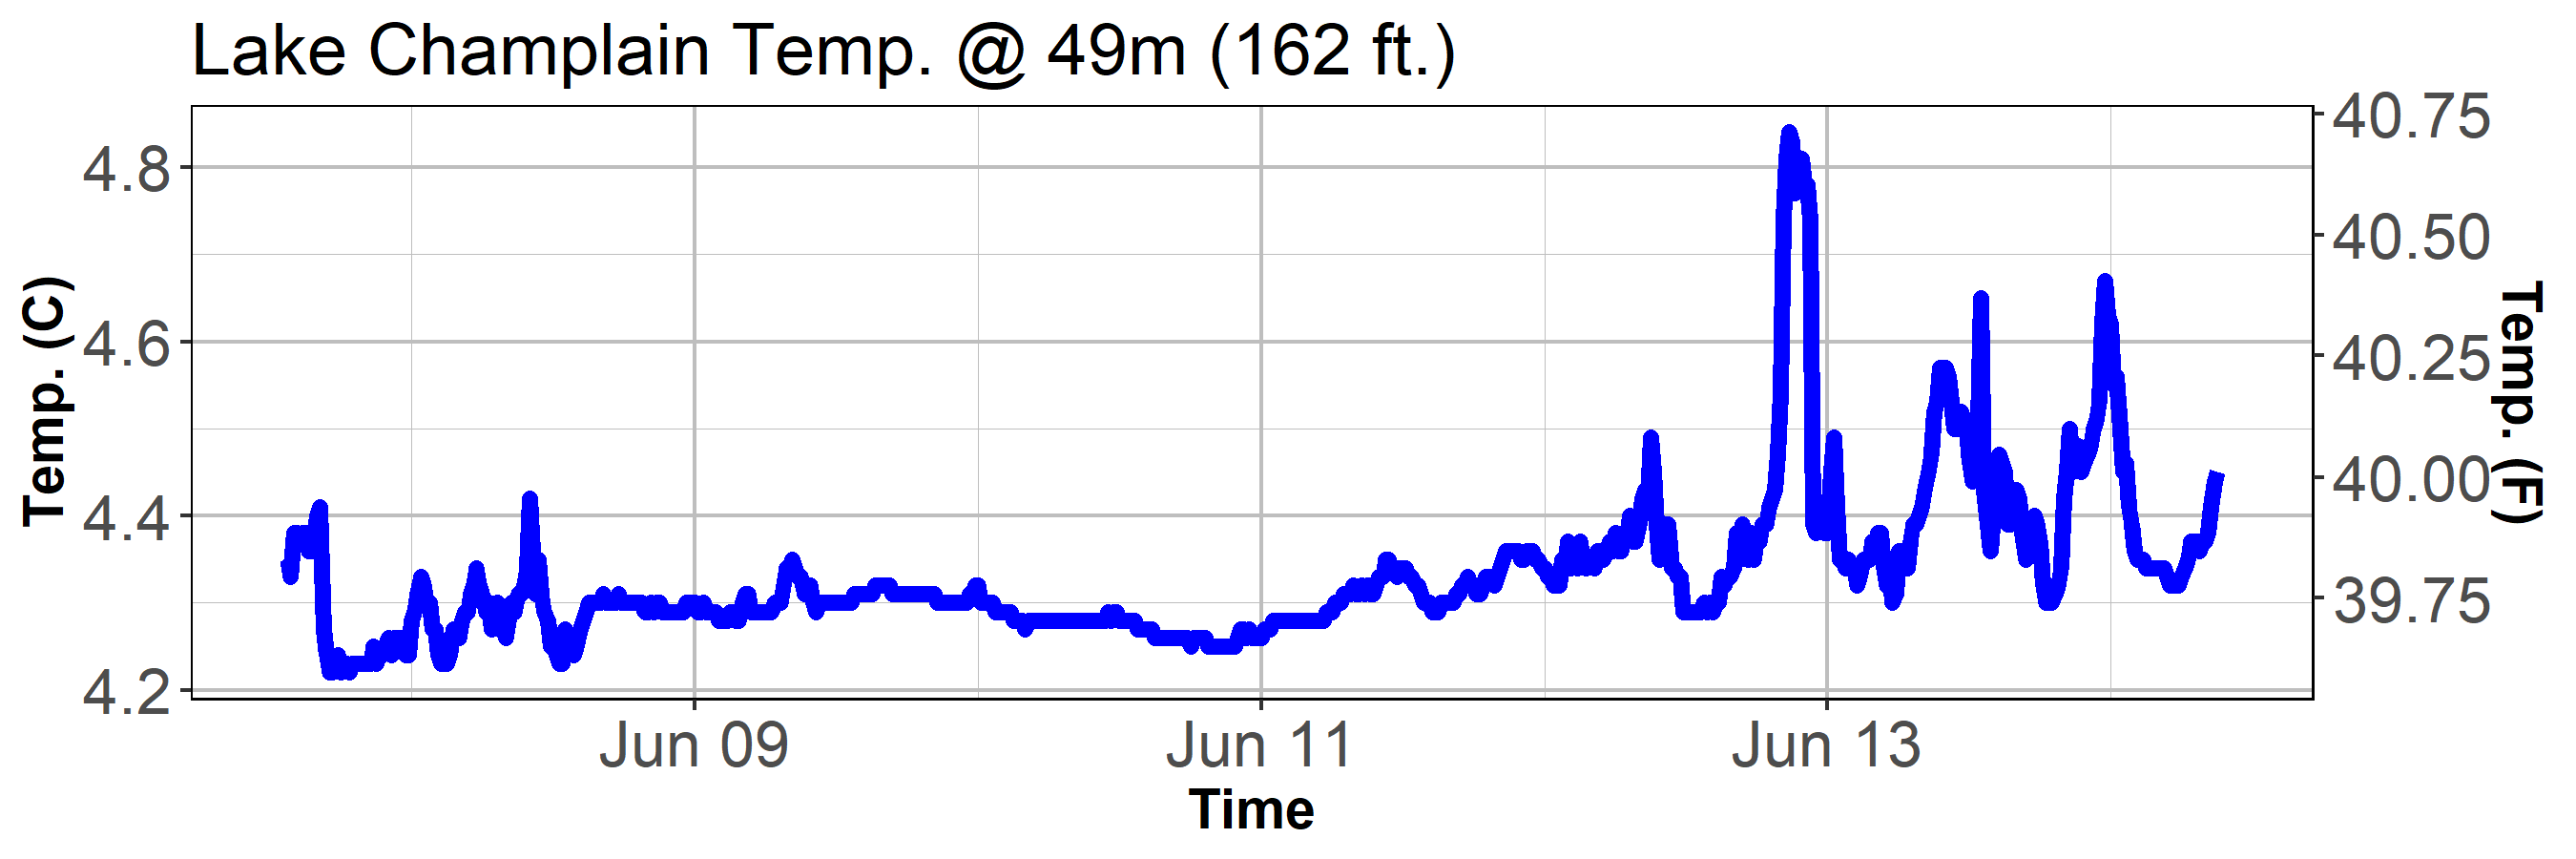 Lake Champlain Temp. @ 49m (162 ft.)
Temp. (C)
4.8
4.6
4.4
4.2
40.75
40.50
40.25
40.00
39.75
Temp. (F)
Jun 09 Jun 11 Jun 13
Time